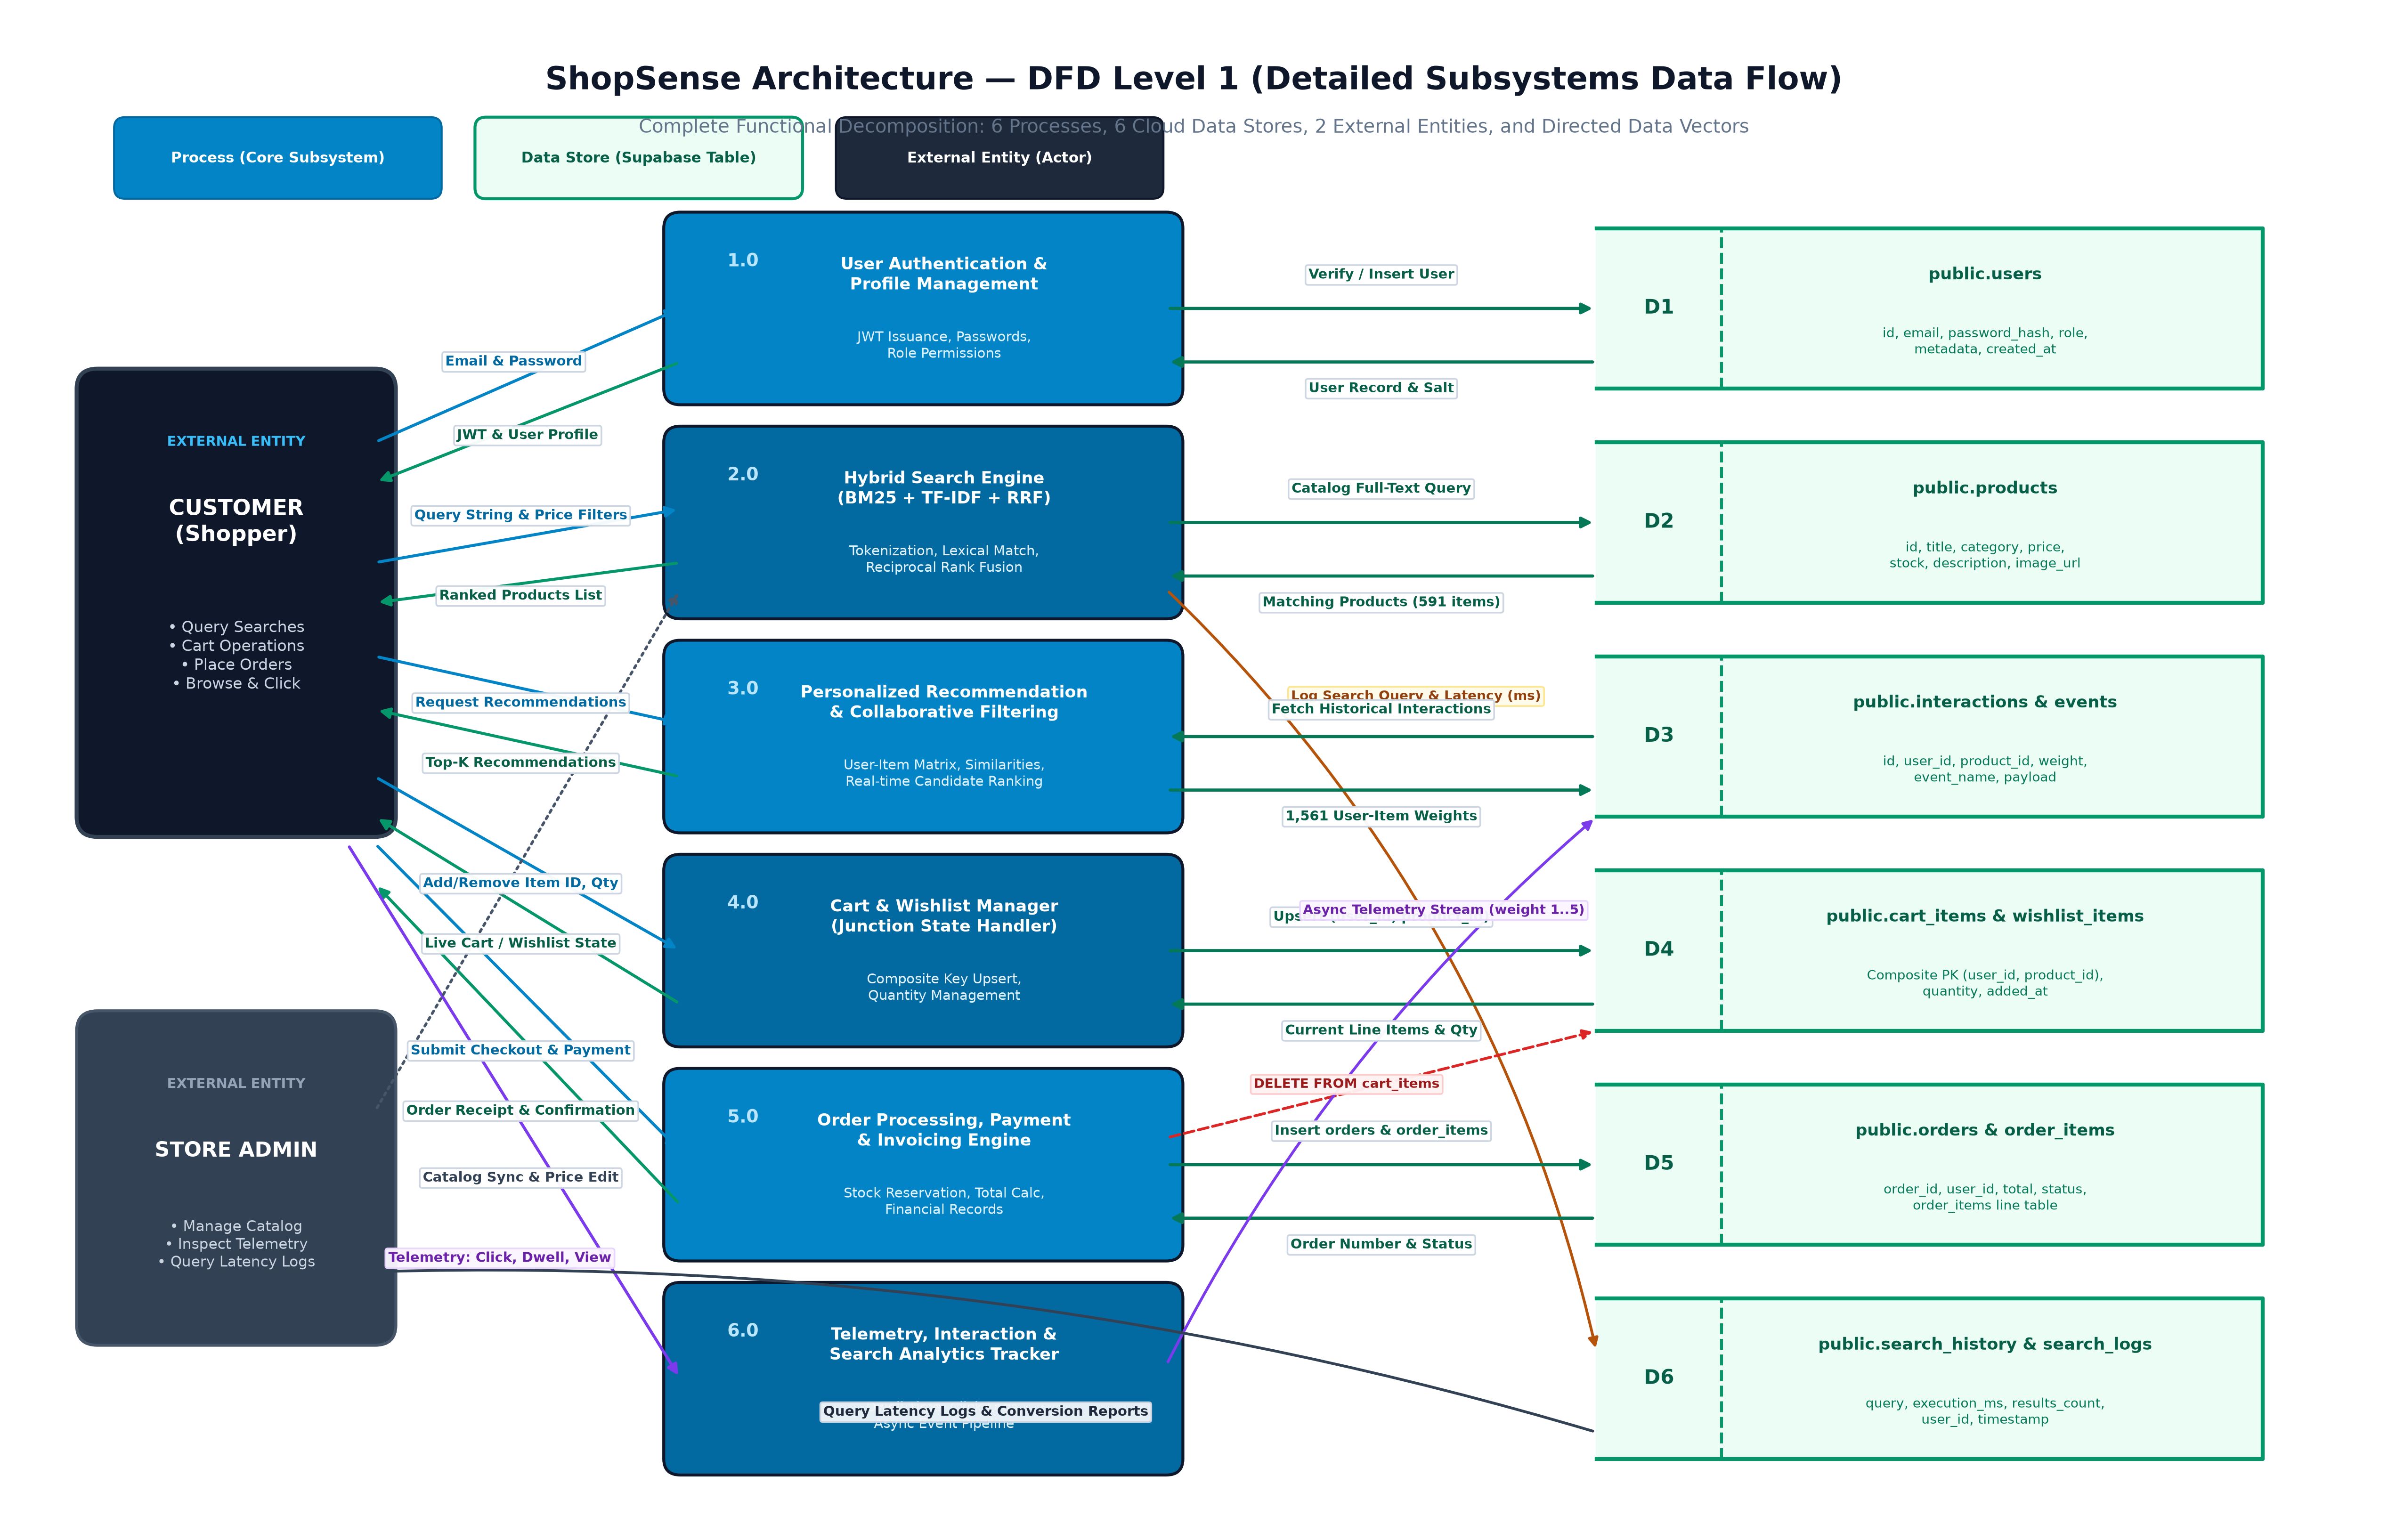 ShopSense Architecture — DFD Level 1 (Detailed Subsystems Data Flow)
Complete Functional Decomposition: 6 Processes, 6 Cloud Data Stores, 2 External Entities, and Directed Data Vectors
Process (Core Subsystem)
Data Store (Supabase Table)
External Entity (Actor)
EXTERNAL ENTITY
CUSTOMER
(Shopper)
• Query Searches
• Cart Operations
• Place Orders
• Browse & Click
EXTERNAL ENTITY
STORE ADMIN
• Manage Catalog
• Inspect Telemetry
• Query Latency Logs
Email & Password
JWT & User Profile
Query String & Price Filters
Ranked Products List
Request Recommendations
Top-K Recommendations
Add/Remove Item ID, Qty
Live Cart / Wishlist State
Submit Checkout & Payment
Order Receipt & Confirmation
Catalog Sync & Price Edit
Telemetry: Click, Dwell, View
1.0
User Authentication &
Profile Management
JWT Issuance, Passwords,
Role Permissions
2.0
Hybrid Search Engine
(BM25 + TF-IDF + RRF)
Tokenization, Lexical Match,
Reciprocal Rank Fusion
3.0
Personalized Recommendation
& Collaborative Filtering
User-Item Matrix, Similarities,
Real-time Candidate Ranking
4.0
Cart & Wishlist Manager
(Junction State Handler)
Composite Key Upsert,
Quantity Management
5.0
Order Processing, Payment
& Invoicing Engine
Stock Reservation, Total Calc,
Financial Records
6.0
Telemetry, Interaction &
Search Analytics Tracker
Query Latency Logs & Conversion Reports
Async Event Pipeline
Verify / Insert User
User Record & Salt
Catalog Full-Text Query
Matching Products (591 items)
Log Search Query & Latency (ms)
Fetch Historical Interactions
1,561 User-Item Weights
Async Telemetry Stream (weight 1..5)
Current Line Items & Qty
DELETE FROM cart_items
Insert orders & order_items
Order Number & Status
D1
public.users
id, email, password_hash, role,
metadata, created_at
D2
public.products
id, title, category, price,
stock, description, image_url
D3
public.interactions & events
id, user_id, product_id, weight,
event_name, payload
D4
public.cart_items & wishlist_items
Composite PK (user_id, product_id),
quantity, added_at
D5
public.orders & order_items
order_id, user_id, total, status,
order_items line table
D6
public.search_history & search_logs
query, execution_ms, results_count,
user_id, timestamp